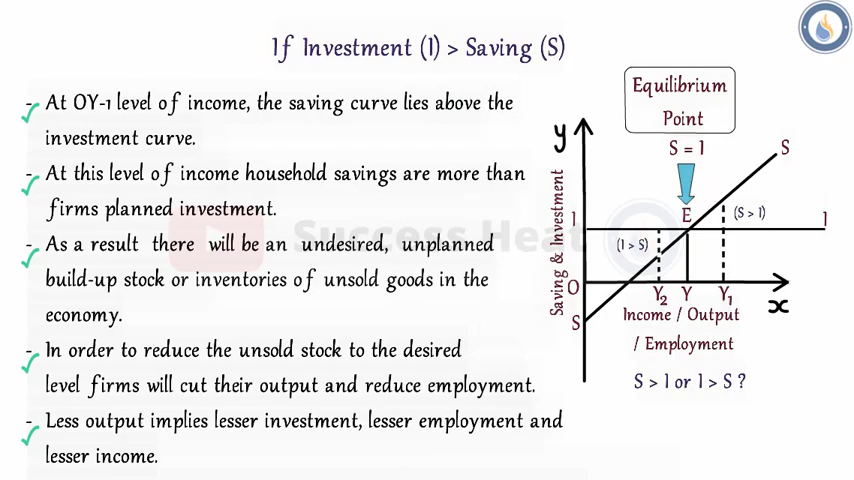 If Investment (I) > Saving (S)
- At OY-1 level of income, the saving curve lies above the
investment curve.
- At this level of income household savings are more than
firms planned investment.
- As a result there will be an undesired, unplanned
build-up stock or inventories of unsold goods in the
economy.
- In order to reduce the unsold stock to the desired
level firms will cut their output and reduce employment.
- Less output implies lesser investment, lesser employment and
lesser income.
Success Heat
Equilibrium
Point
S = I
y
S
E
(S > I)
I
I
(I > S)
Saving & Investment
O
Y₂
Y
Y₁
x
S
Income / Output
/ Employment
S > I or I > S ?